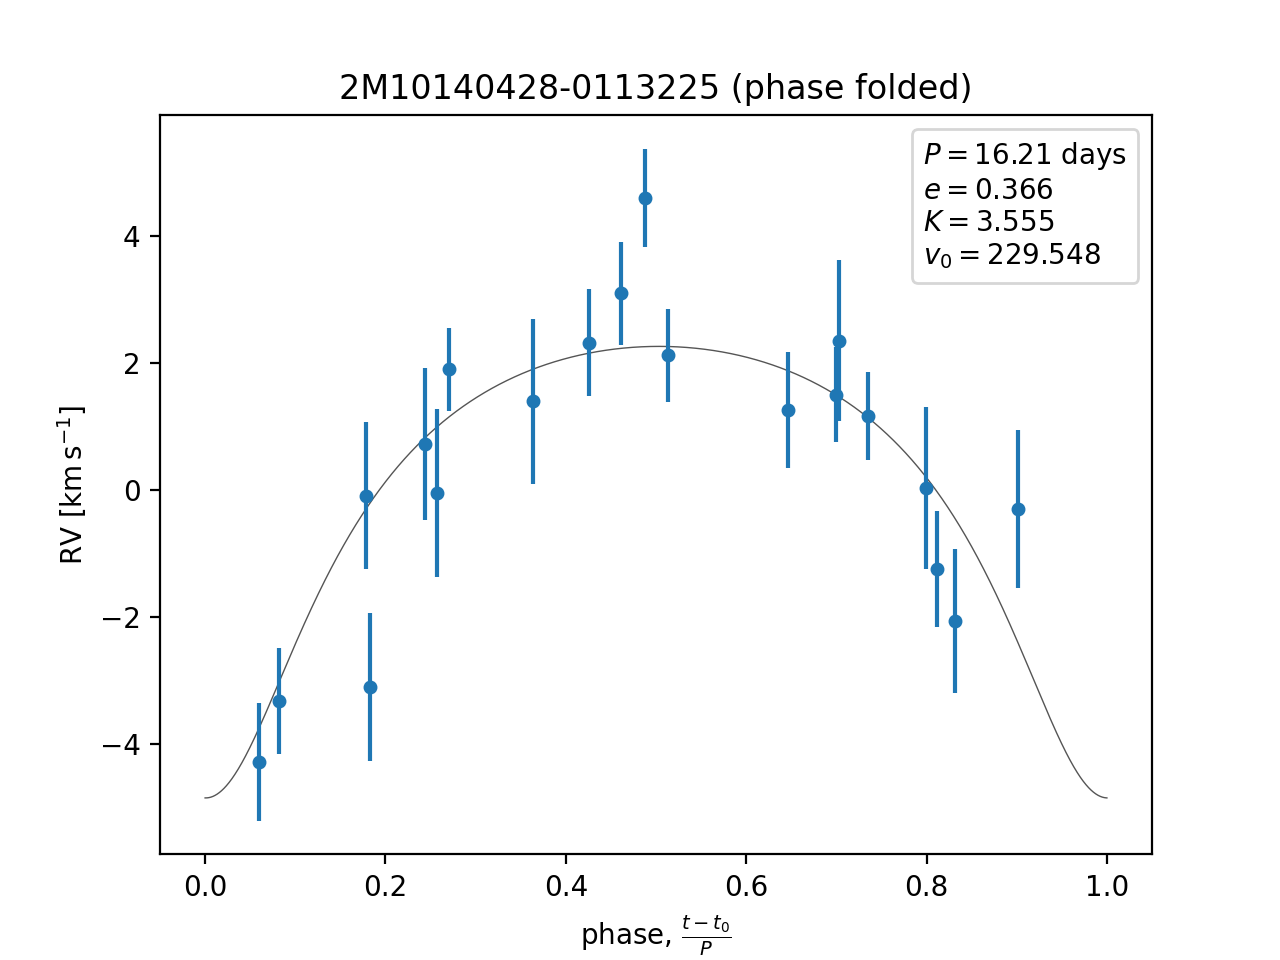 2M10140428-0113225 (phase folded)
P = 16.21 days
e = 0.366
K = 3.555
v₀ = 229.548
4
2
0
−2
−4
RV [km s⁻¹]
0.0 0.2 0.4 0.6 0.8 1.0
phase, (t − t₀)/P